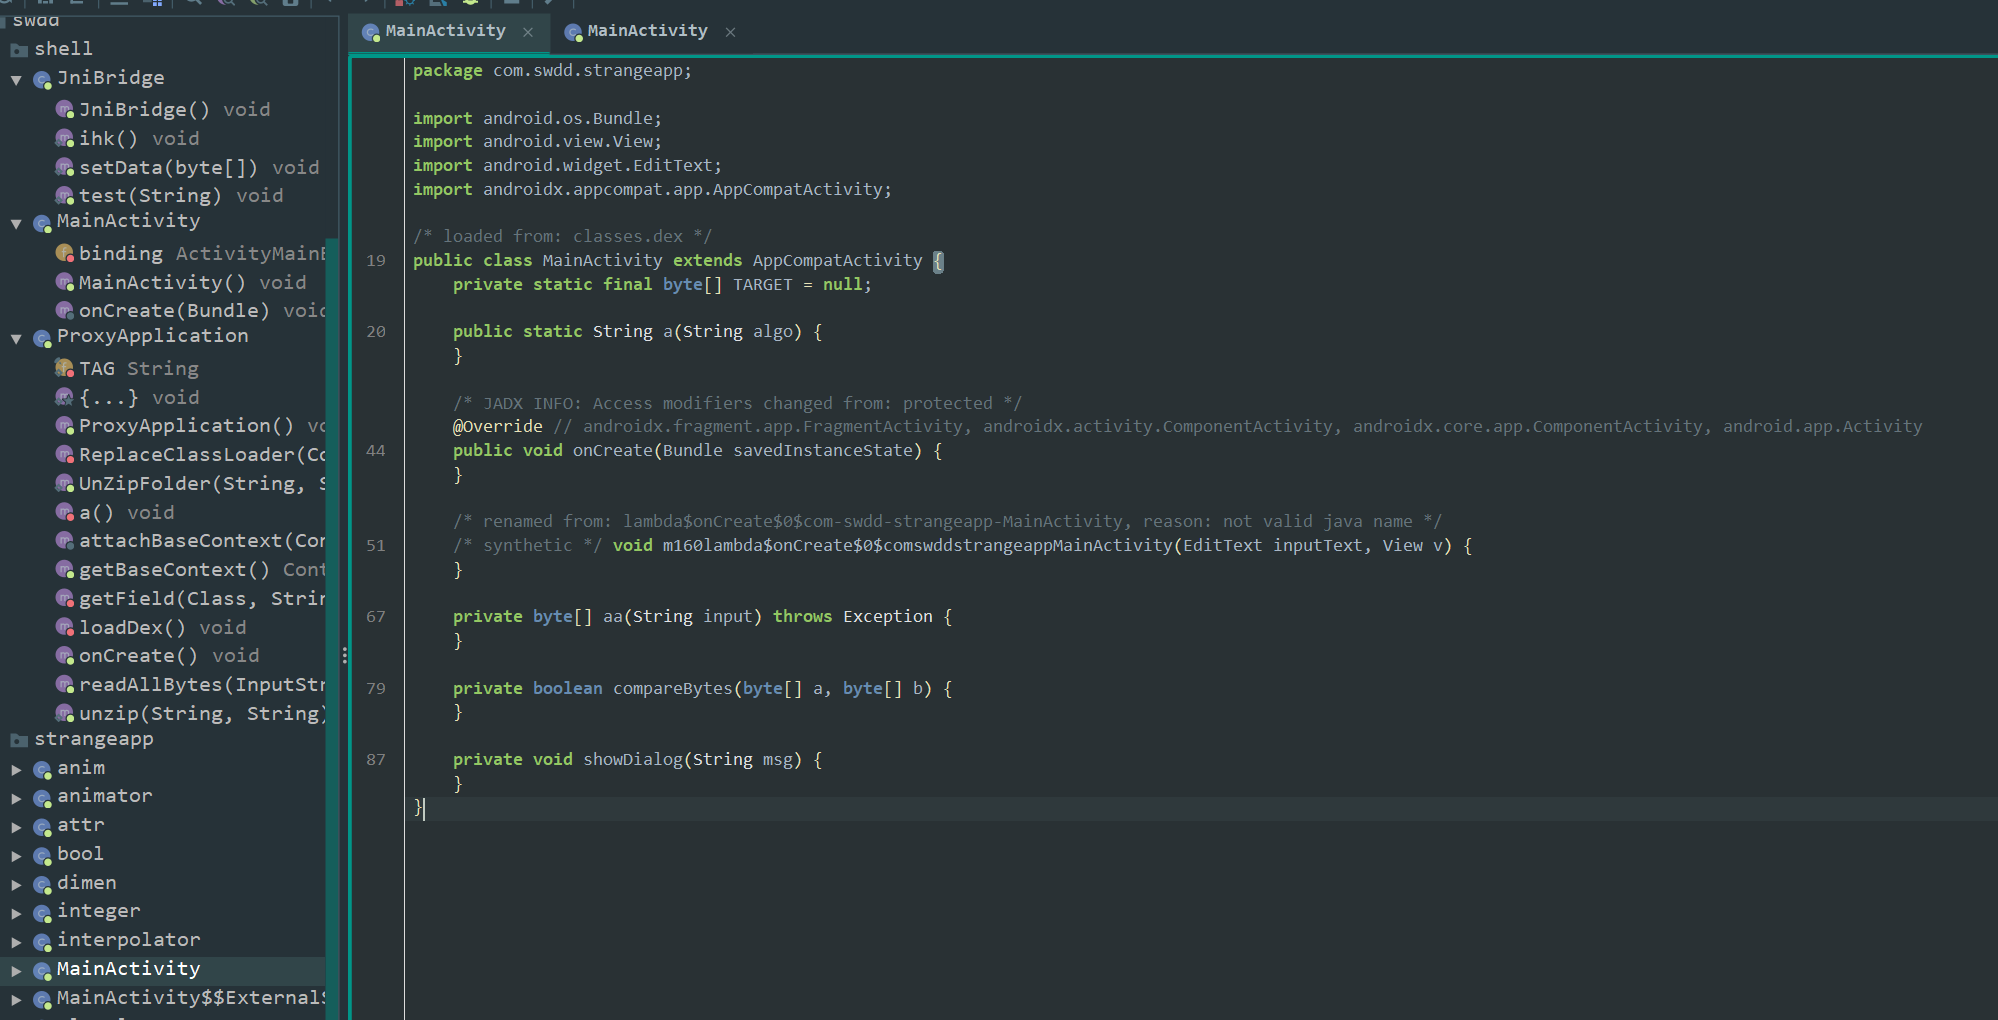 swdd
shell
JniBridge
JniBridge() void
ihk() void
setData(byte[]) void
test(String) void
MainActivity
binding ActivityMain
MainActivity() void
onCreate(Bundle) voi
ProxyApplication
TAG String
{...} void
ProxyApplication() v
ReplaceClassLoader(Co
UnZipFolder(String, S
a() void
attachBaseContext(Con
getBaseContext() Cont
getField(Class, Strin
loadDex() void
onCreate() void
readAllBytes(InputStr
unzip(String, String)
strangeapp
anim
animator
attr
bool
dimen
integer
interpolator
MainActivity
MainActivity$$ExternalS
MainActivity × MainActivity ×
package com.swdd.strangeapp;
import android.os.Bundle;
import android.view.View;
import android.widget.EditText;
import androidx.appcompat.app.AppCompatActivity;
/* loaded from: classes.dex */
19 public class MainActivity extends AppCompatActivity {
private static final byte[] TARGET = null;
20 public static String a(String algo) {
}
/* JADX INFO: Access modifiers changed from: protected */
@Override // androidx.fragment.app.FragmentActivity, androidx.activity.ComponentActivity, androidx.core.app.ComponentActivity, android.app.Activity
44 public void onCreate(Bundle savedInstanceState) {
}
/* renamed from: lambda$onCreate$0$com-swdd-strangeapp-MainActivity, reason: not valid java name */
51 /* synthetic */ void m160lambda$onCreate$0$comswddstrangeappMainActivity(EditText inputText, View v) {
}
67 private byte[] aa(String input) throws Exception {
}
79 private boolean compareBytes(byte[] a, byte[] b) {
}
87 private void showDialog(String msg) {
}
}